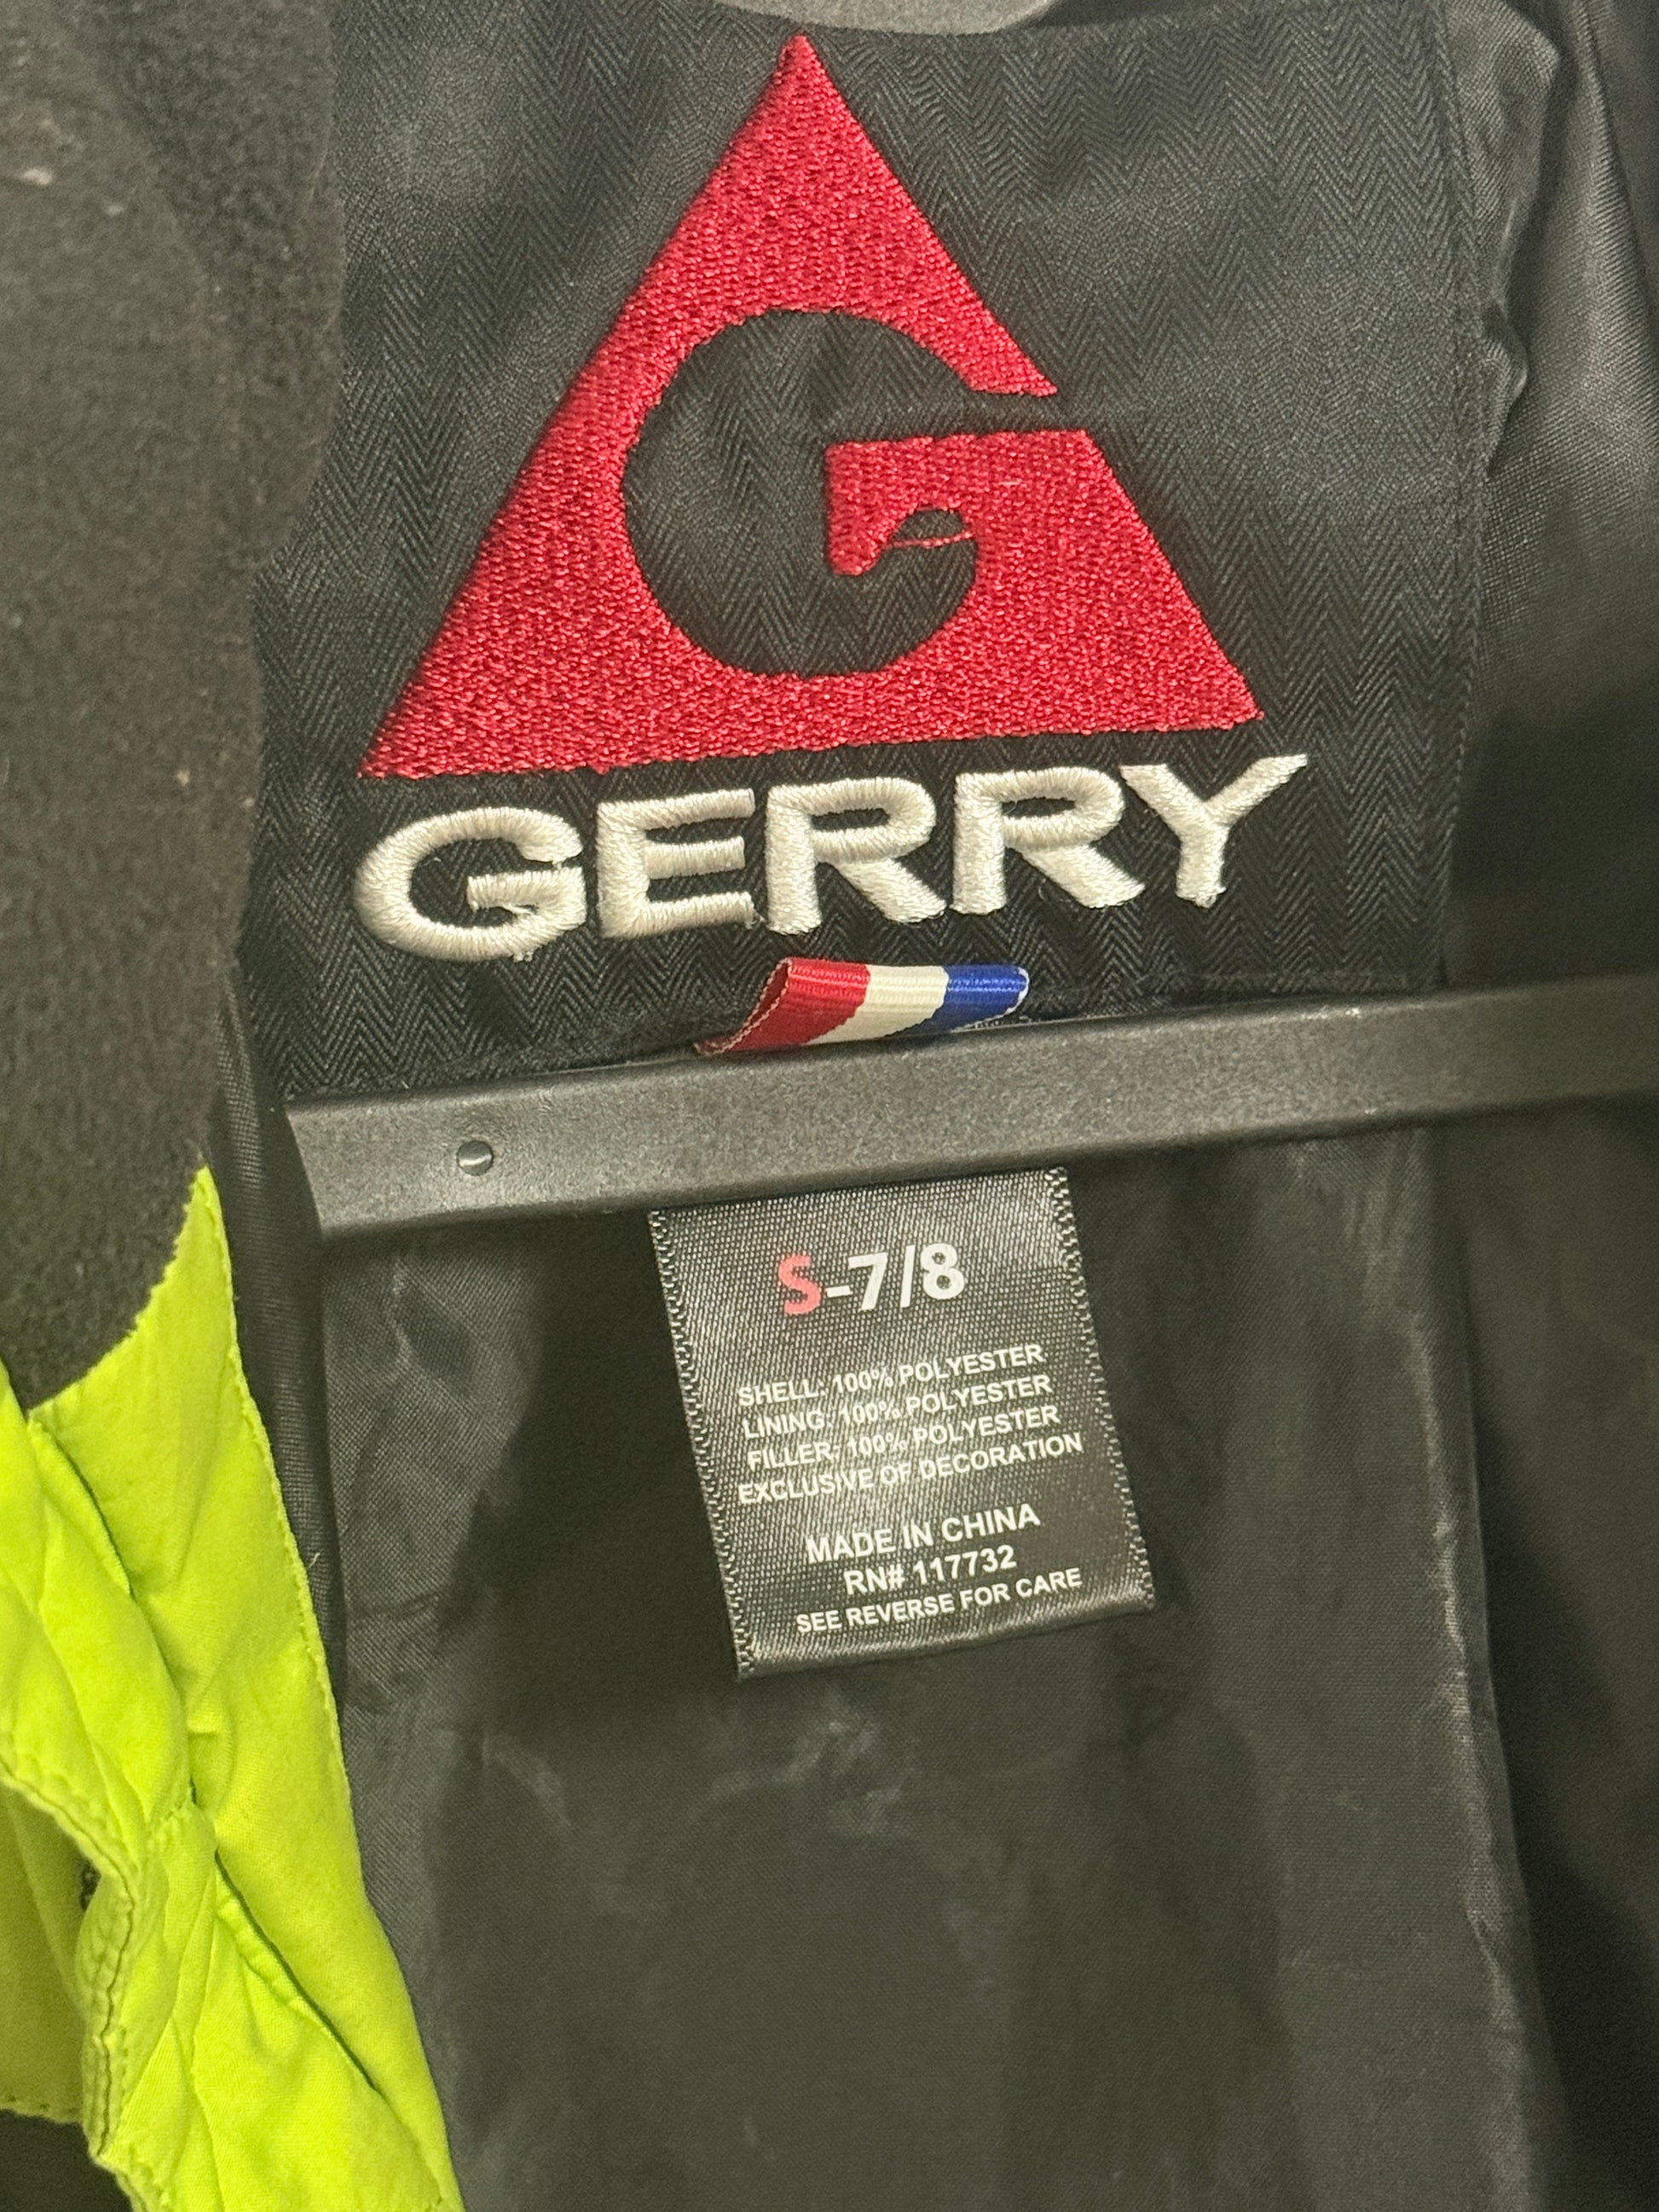 G
GERRY
S-7/8
SHELL: 100% POLYESTER
LINING: 100% POLYESTER
FILLER: 100% POLYESTER
EXCLUSIVE OF DECORATION
MADE IN CHINA
RN# 117732
SEE REVERSE FOR CARE